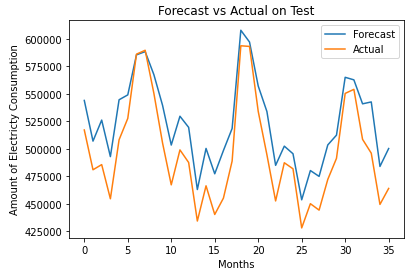 Forecast vs Actual on Test
Forecast
Actual
Amount of Electricty Consumption
600000
575000
550000
525000
500000
475000
450000
425000
0 5 10 15 20 25 30 35
Months